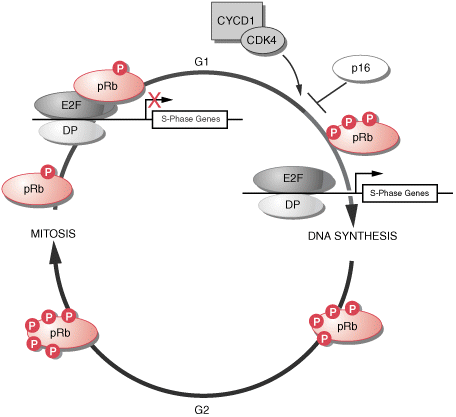 CYCD1
CDK4
G1
P
pRb
p16
E2F
X
DP
S-Phase Genes
P
P
P
pRb
P
pRb
E2F
DP
S-Phase Genes
MITOSIS
DNA SYNTHESIS
P
P
P
P
P
pRb
P
P
P
P
pRb
G2